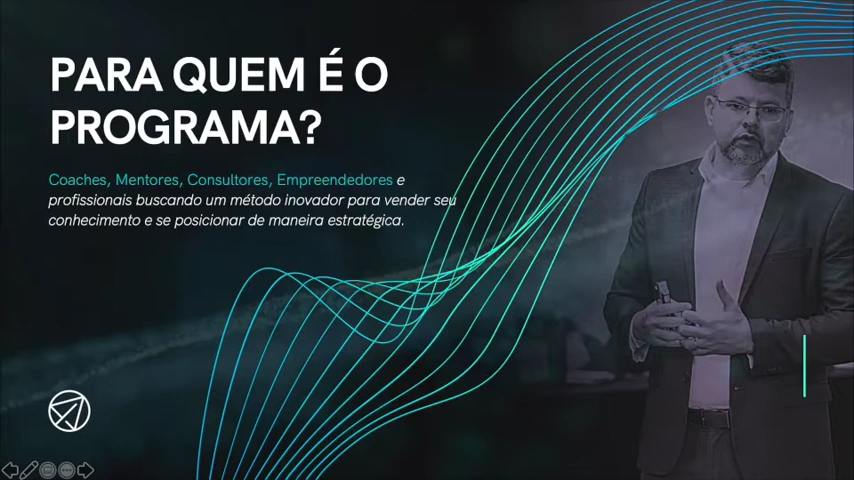 PARA QUEM É O
PROGRAMA?
Coaches, Mentores, Consultores, Empreendedores e
profissionais buscando um método inovador para vender seu
conhecimento e se posicionar de maneira estratégica.